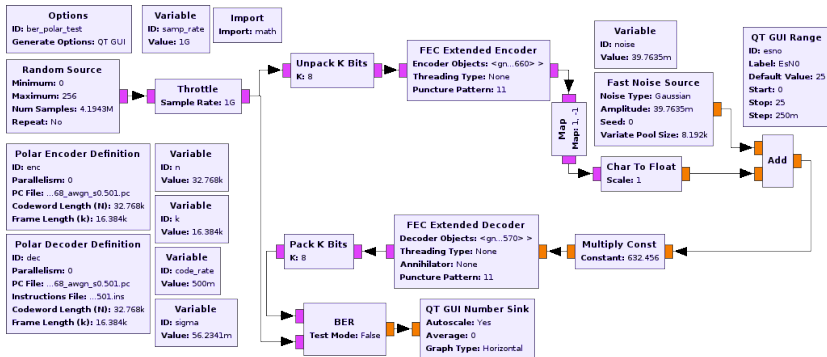 Options
ID: ber_polar_test
Generate Options: QT GUI
Variable
ID: samp_rate
Value: 1G
Import
Import: math
Random Source
Minimum: 0
Maximum: 256
Num Samples: 4.1943M
Repeat: No
Throttle
Sample Rate: 1G
Unpack K Bits
K: 8
FEC Extended Encoder
Encoder Objects: <gn...660> >
Threading Type: None
Puncture Pattern: 11
Map
Map: 1, -1
Variable
ID: noise
Value: 39.7635m
Fast Noise Source
Noise Type: Gaussian
Amplitude: 39.7635m
Seed: 0
Variate Pool Size: 8.192k
QT GUI Range
ID: esno
Label: EsN0
Default Value: 25
Start: 0
Stop: 25
Step: 250m
Char To Float
Scale: 1
Add
Polar Encoder Definition
ID: enc
Parallelism: 0
PC File: ...68_awgn_s0.501.pc
Codeword Length (N): 32.768k
Frame Length (k): 16.384k
Variable
ID: n
Value: 32.768k
Variable
ID: k
Value: 16.384k
Polar Decoder Definition
ID: dec
Parallelism: 0
PC File: ...68_awgn_s0.501.pc
Instructions File: ...501.ins
Codeword Length (N): 32.768k
Frame Length (k): 16.384k
Variable
ID: code_rate
Value: 500m
Variable
ID: sigma
Value: 56.2341m
Pack K Bits
K: 8
FEC Extended Decoder
Decoder Objects: <gn...570> >
Threading Type: None
Annihilator: None
Puncture Pattern: 11
Multiply Const
Constant: 632.456
BER
Test Mode: False
QT GUI Number Sink
Autoscale: Yes
Average: 0
Graph Type: Horizontal